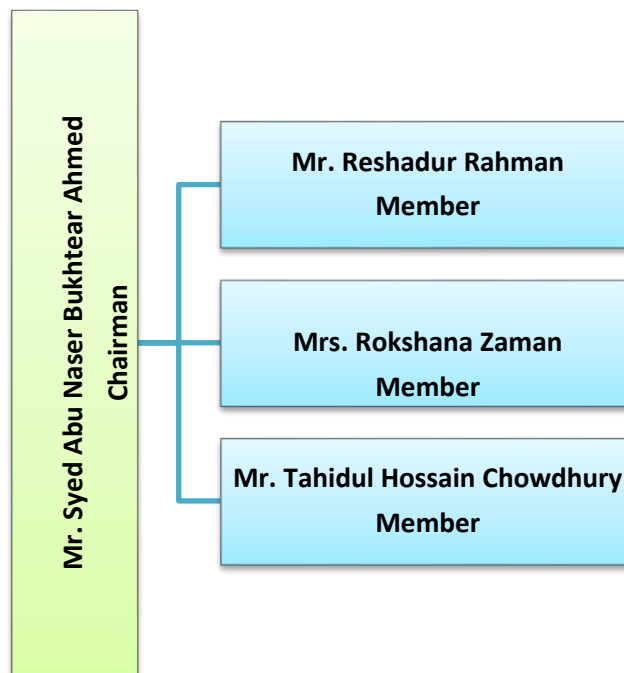 Mr. Syed Abu Naser Bukhtear Ahmed
Chairman
Mr. Reshadur Rahman
Member
Mrs. Rokshana Zaman
Member
Mr. Tahidul Hossain Chowdhury
Member